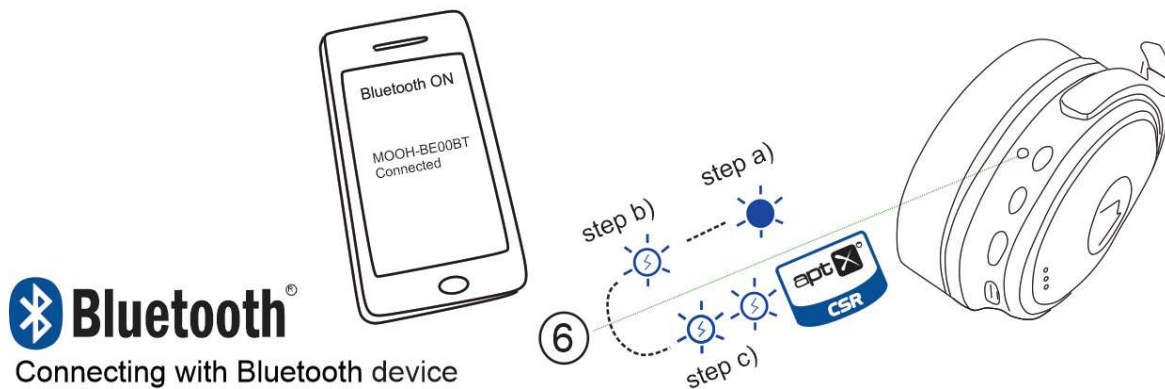 Bluetooth ON
MOOH-BE00BT
Connected
step a)
step b)
aptX
CSR
6
step c)
Bluetooth®
Connecting with Bluetooth device